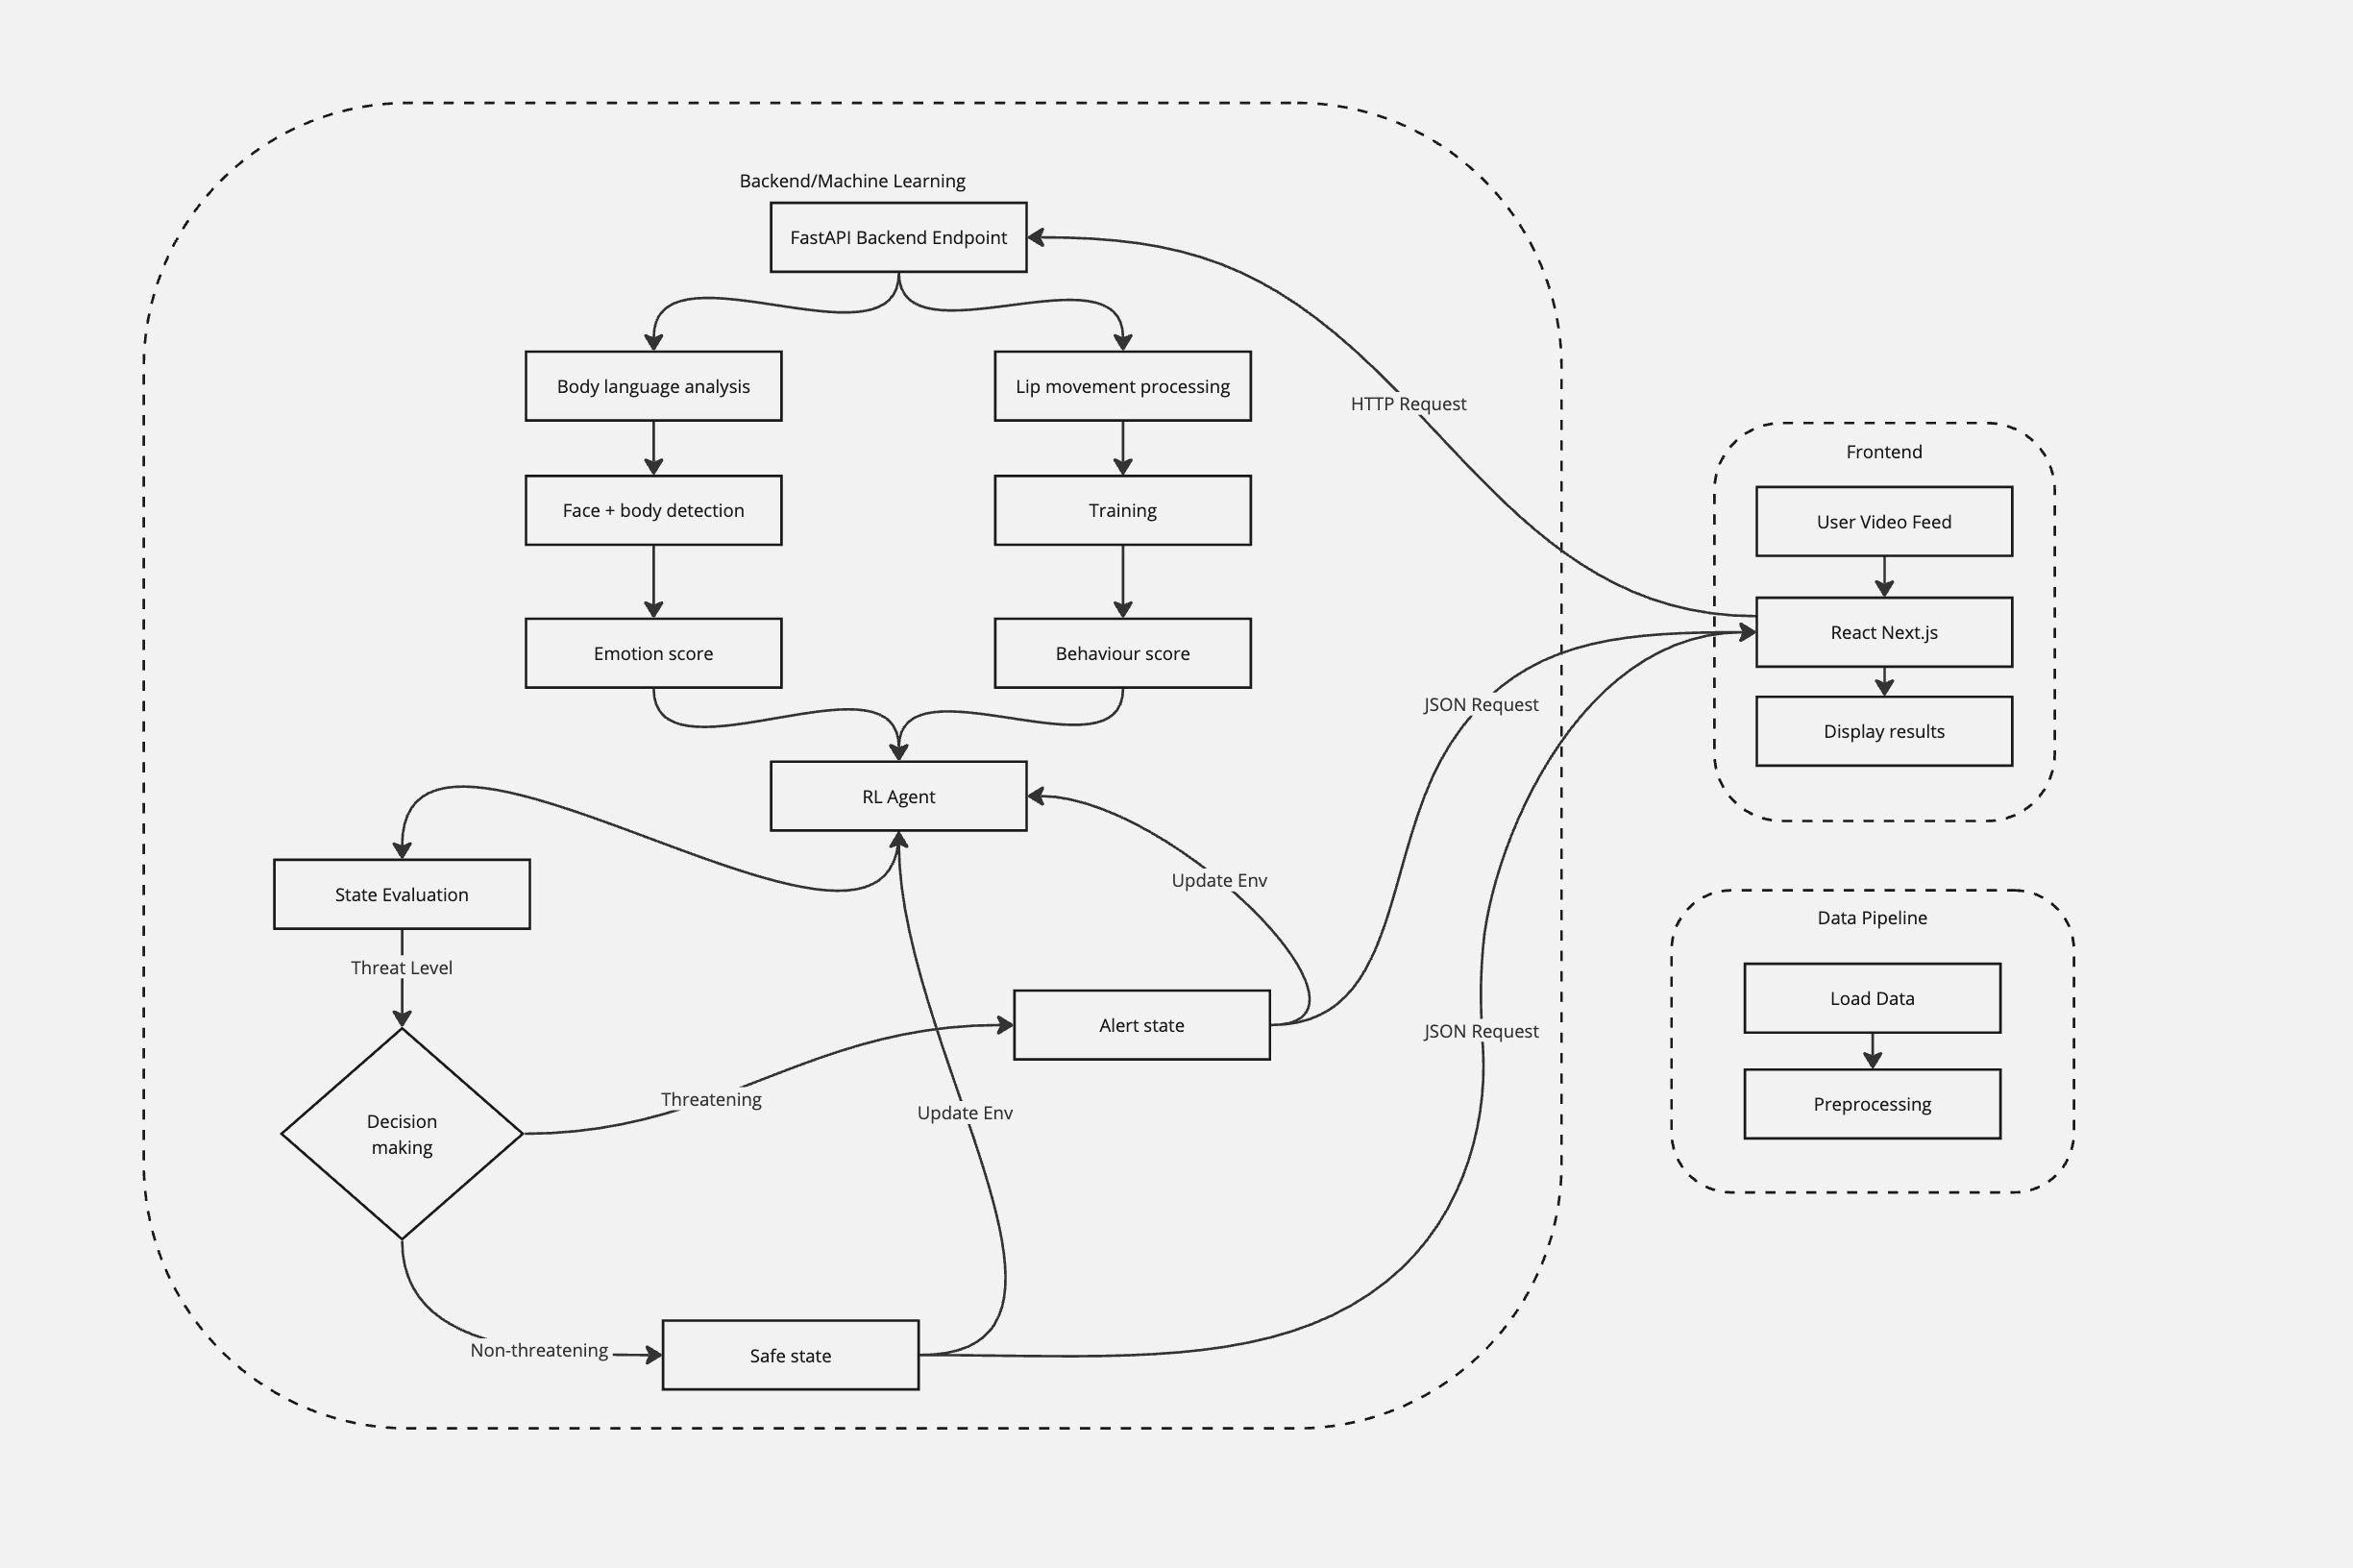 Backend/Machine Learning
FastAPI Backend Endpoint
Body language analysis
Lip movement processing
HTTP Request
Face + body detection
Training
Emotion score
Behaviour score
RL Agent
State Evaluation
Threat Level
Decision
making
Threatening
Non-threatening
Alert state
Safe state
Update Env
Update Env
JSON Request
JSON Request
Frontend
User Video Feed
React Next.js
Display results
Data Pipeline
Load Data
Preprocessing